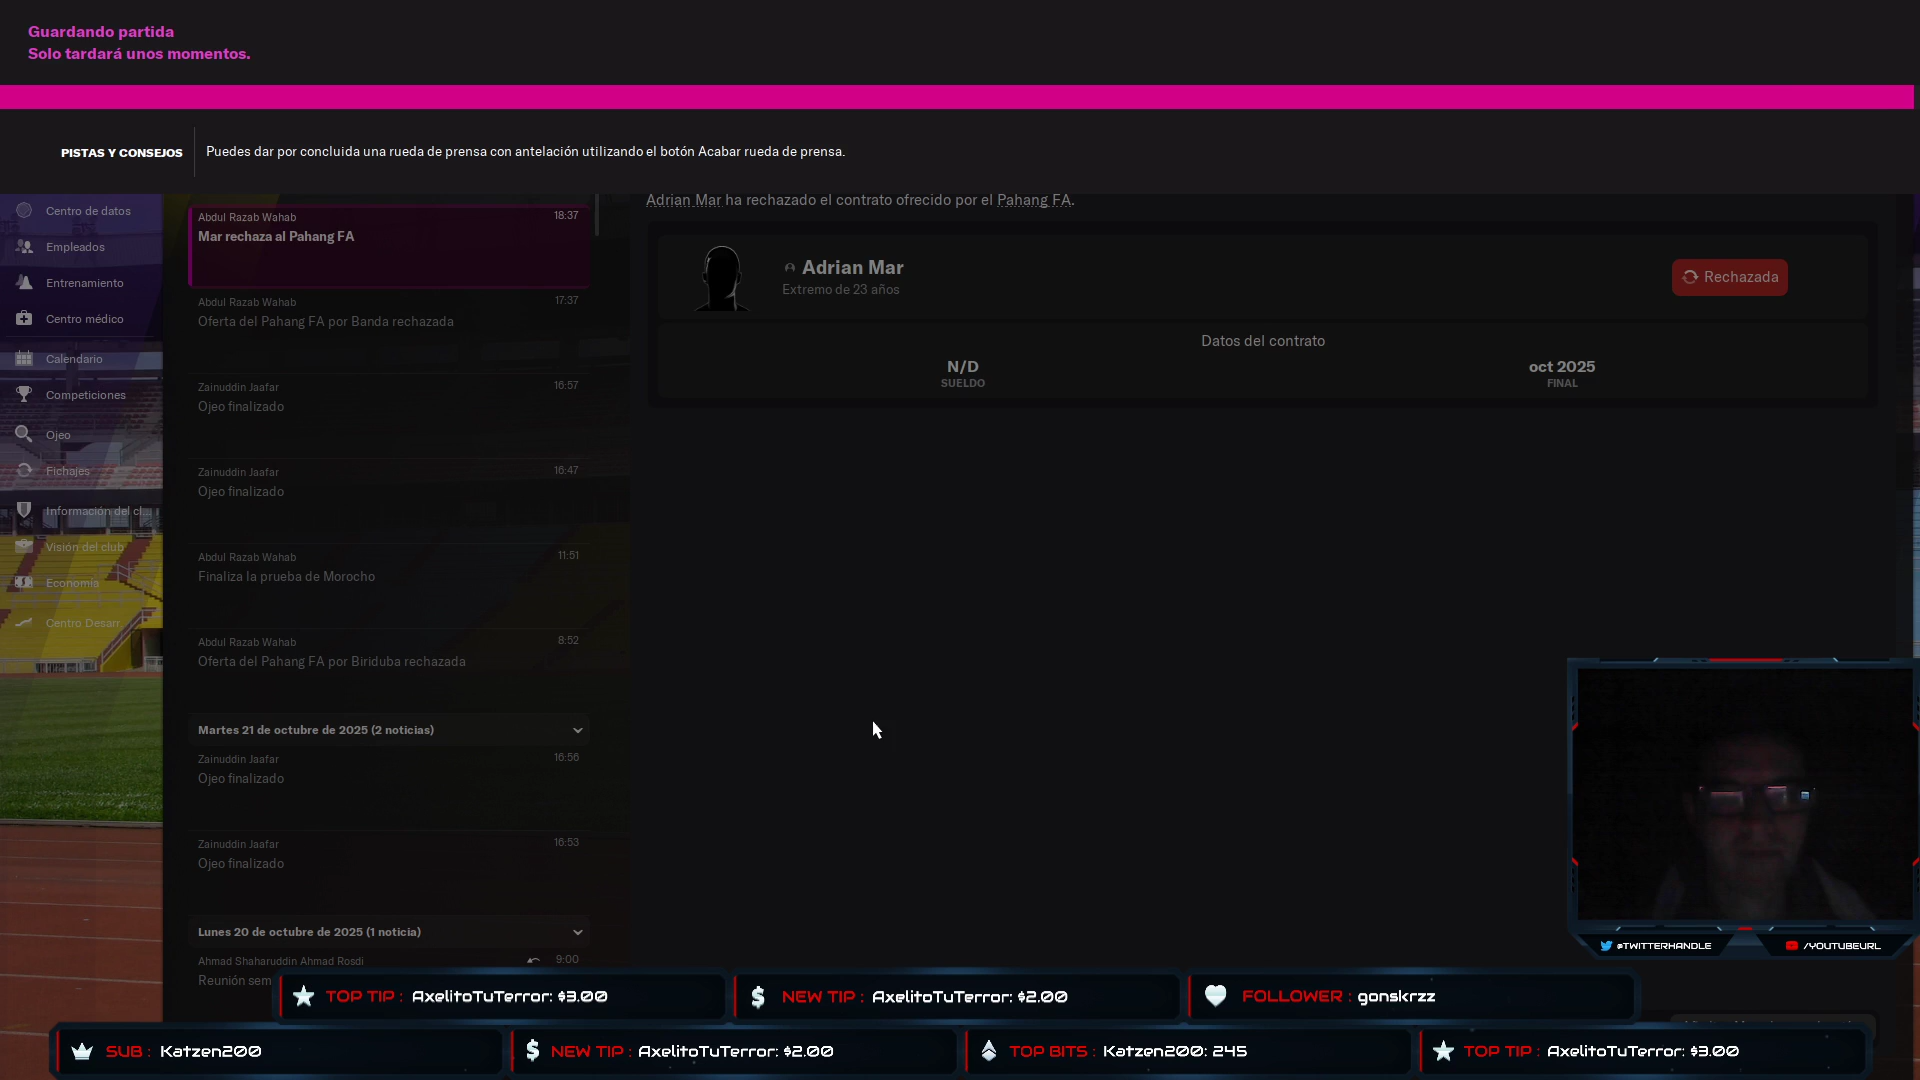 Guardando partida
Solo tardará unos momentos.
PISTAS Y CONSEJOS
Puedes dar por concluida una rueda de prensa con antelación utilizando el botón Acabar rueda de prensa.
Centro de datos
Empleados
Entrenamiento
Centro médico
Calendario
Competiciones
Ojeo
Fichajes
Información del cl...
Visión del club
Economía
Centro Desarr...
Abdul Razab Wahab 18:37
Mar rechaza al Pahang FA
Abdul Razab Wahab 17:37
Oferta del Pahang FA por Banda rechazada
Zainuddin Jaafar 16:57
Ojeo finalizado
Zainuddin Jaafar 16:47
Ojeo finalizado
Abdul Razab Wahab 11:51
Finaliza la prueba de Morocho
Abdul Razab Wahab 8:52
Oferta del Pahang FA por Biriduba rechazada
Martes 21 de octubre de 2025 (2 noticias)
Zainuddin Jaafar 16:56
Ojeo finalizado
Zainuddin Jaafar 16:53
Ojeo finalizado
Lunes 20 de octubre de 2025 (1 noticia)
Ahmad Shaharuddin Ahmad Rosdi 9:00
Reunión sem
Adrian Mar ha rechazado el contrato ofrecido por el Pahang FA.
Adrian Mar
Extremo de 23 años
Rechazada
Datos del contrato
N/D
SUELDO
oct 2025
FINAL
@TWITTERHANDLE
/YOUTUBEURL
TOP TIP : AxelitoTuTerror: $3.00
NEW TIP : AxelitoTuTerror: $2.00
FOLLOWER : gonskrzz
SUB : Katzen200
NEW TIP : AxelitoTuTerror: $2.00
TOP BITS : Katzen200: 245
TOP TIP : AxelitoTuTerror: $3.00